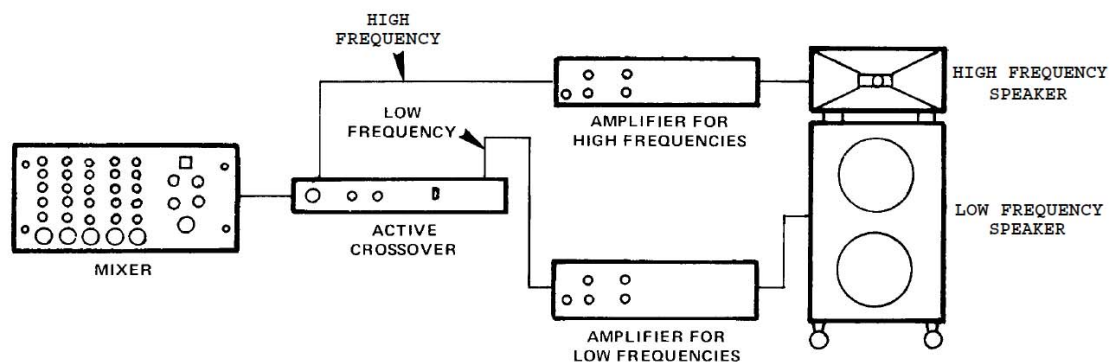 HIGH
FREQUENCY
LOW
FREQUENCY
MIXER
ACTIVE
CROSSOVER
AMPLIFIER FOR
HIGH FREQUENCIES
AMPLIFIER FOR
LOW FREQUENCIES
HIGH FREQUENCY
SPEAKER
LOW FREQUENCY
SPEAKER